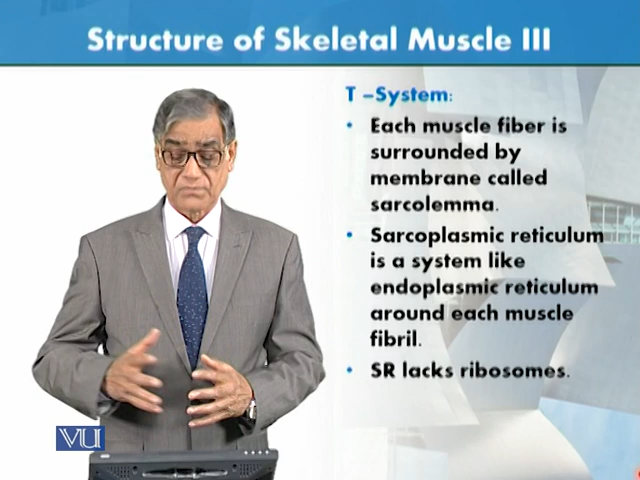 Structure of Skeletal Muscle III
T –System:
• Each muscle fiber is
surrounded by
membrane called
sarcolemma.
• Sarcoplasmic reticulum
is a system like
endoplasmic reticulum
around each muscle
fibril.
• SR lacks ribosomes.
VU